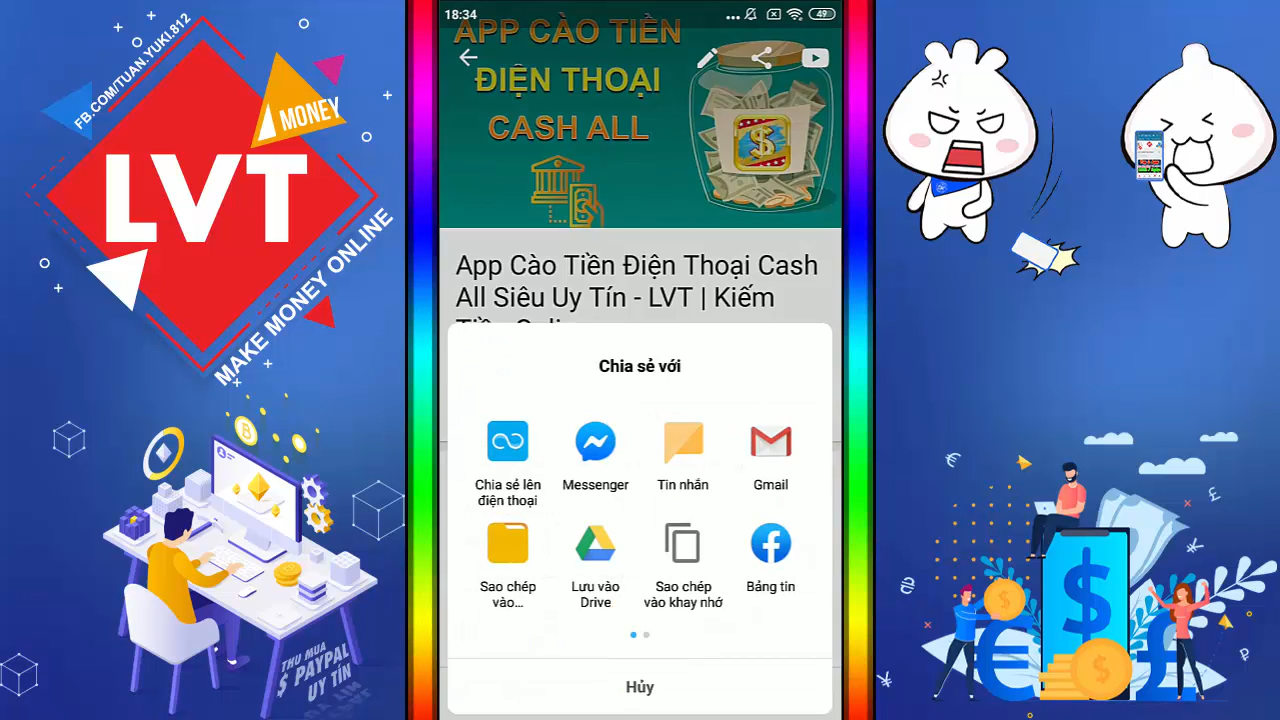 FB.COM/TUAN.YUKI.812
MONEY
LVT
MAKE MONEY ONLINE
THU MUA
$ PAYPAL
UY TÍN
18:34
49
APP CÀO TIỀN
ĐIỆN THOẠI
CASH ALL
App Cào Tiền Điện Thoại Cash
All Siêu Uy Tín - LVT | Kiếm
Chia sẻ với
Chia sẻ lên
điện thoại
Messenger
Tin nhắn
Gmail
Sao chép
vào...
Lưu vào
Drive
Sao chép
vào khay nhớ
Bảng tin
Hủy